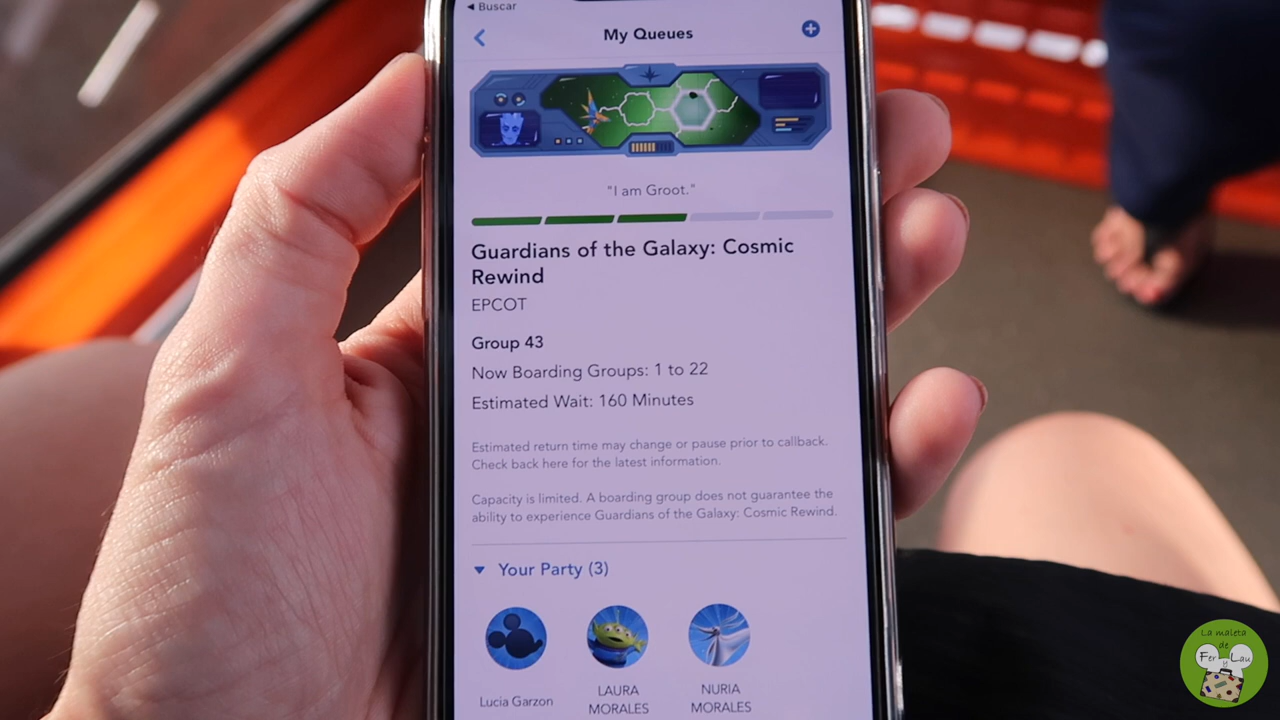 ◄ Buscar
My Queues
"I am Groot."
Guardians of the Galaxy: Cosmic
Rewind
EPCOT
Group 43
Now Boarding Groups: 1 to 22
Estimated Wait: 160 Minutes
Estimated return time may change or pause prior to callback.
Check back here for the latest information.
Capacity is limited. A boarding group does not guarantee the
ability to experience Guardians of the Galaxy: Cosmic Rewind.
Your Party (3)
Lucia Garzon
LAURA
MORALES
NURIA
MORALES
La maleta
de
Fer y Lau